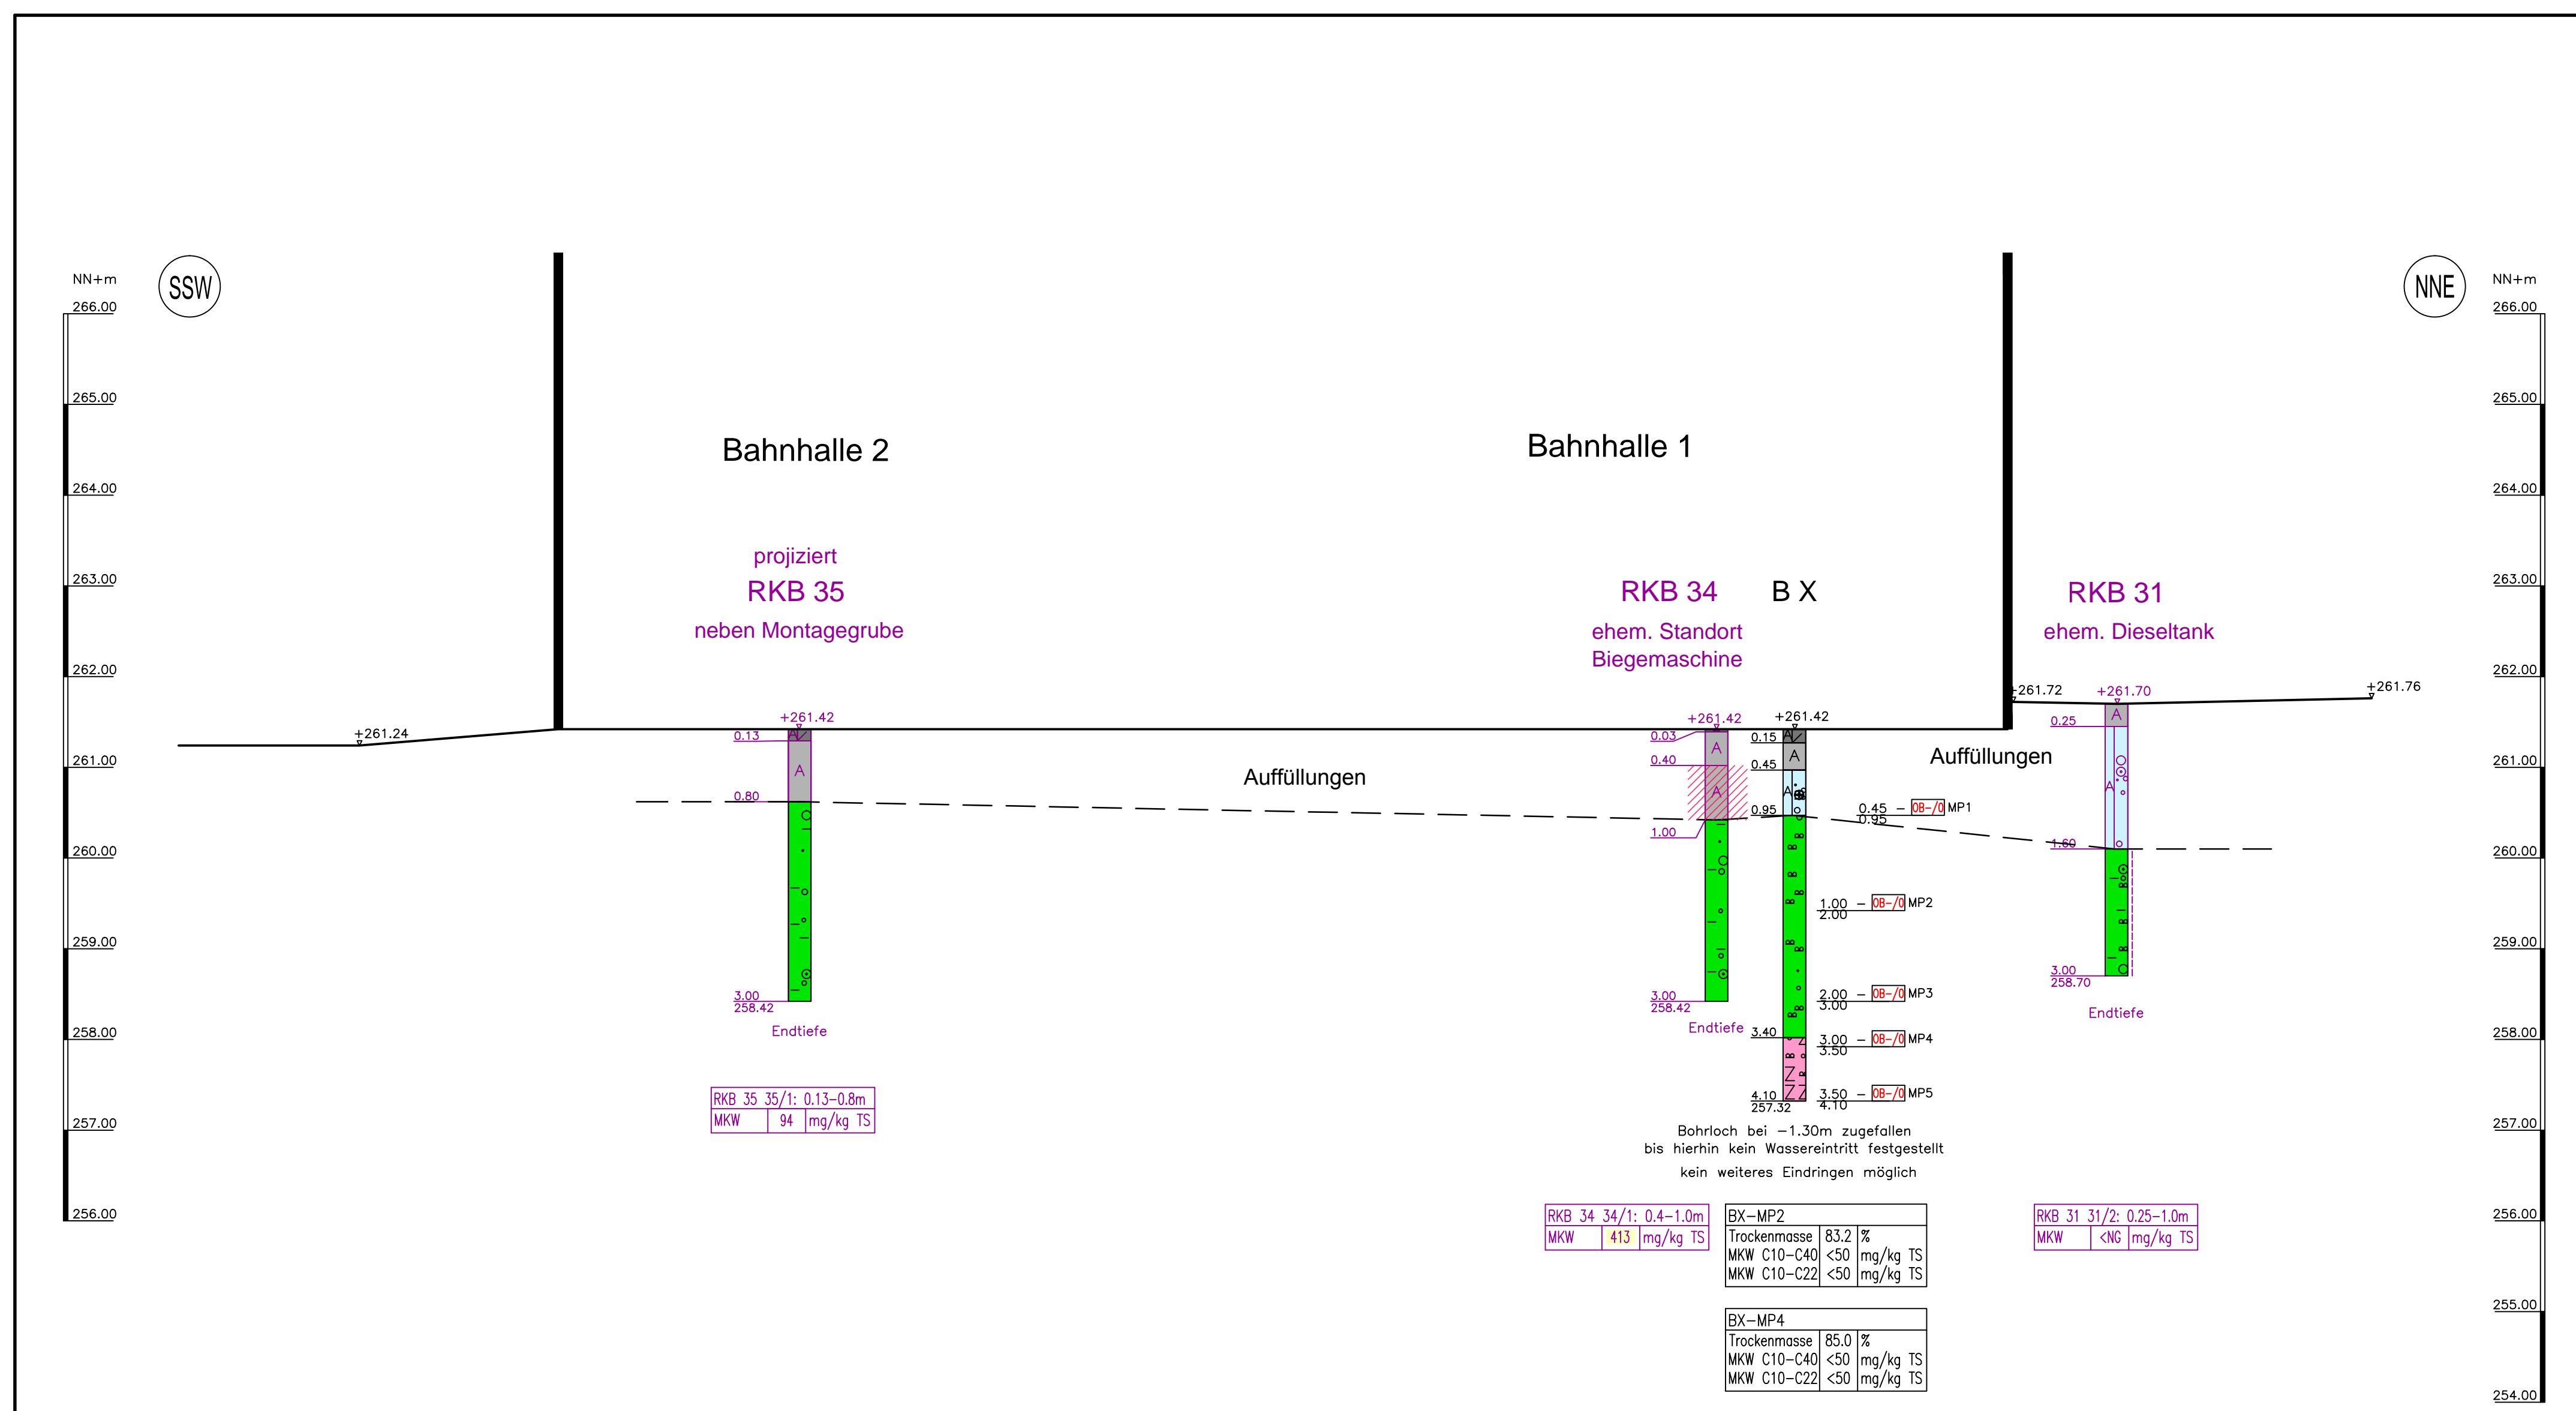 NN+m
SSW
NNE
NN+m
266.00
265.00
264.00
263.00
262.00
261.00
260.00
259.00
258.00
257.00
256.00
Bahnhalle 2
Bahnhalle 1
projiziert
RKB 35
neben Montagegrube
RKB 34
ehem. Standort
Biegemaschine
B X
RKB 31
ehem. Dieseltank
+261.24
+261.42
0.13
A
A
0.80
3.00
258.42
Endtiefe
RKB 35 35/1: 0.13-0.8m
MKW 94 mg/kg TS
Auffüllungen
+261.42
0.03
A
0.40
A
1.00
3.00
258.42
Endtiefe
+261.42
0.15
A
A
0.45
A
0.95
3.40
4.10
257.32
0.45 - OB-/0 MP1
0.95
1.00 - OB-/0 MP2
2.00
2.00 - OB-/0 MP3
3.00
3.00 - OB-/0 MP4
3.50
3.50 - OB-/0 MP5
4.10
Bohrloch bei -1.30m zugefallen
bis hierhin kein Wassereintritt festgestellt
kein weiteres Eindringen möglich
RKB 34 34/1: 0.4-1.0m
MKW 413 mg/kg TS
BX-MP2
Trockenmasse 83.2 %
MKW C10-C40 <50 mg/kg TS
MKW C10-C22 <50 mg/kg TS
BX-MP4
Trockenmasse 85.0 %
MKW C10-C40 <50 mg/kg TS
MKW C10-C22 <50 mg/kg TS
Auffüllungen
+261.72
+261.70
+261.76
0.25
A
A
1.60
3.00
258.70
Endtiefe
RKB 31 31/2: 0.25-1.0m
MKW <NG mg/kg TS
266.00
265.00
264.00
263.00
262.00
261.00
260.00
259.00
258.00
257.00
256.00
255.00
254.00